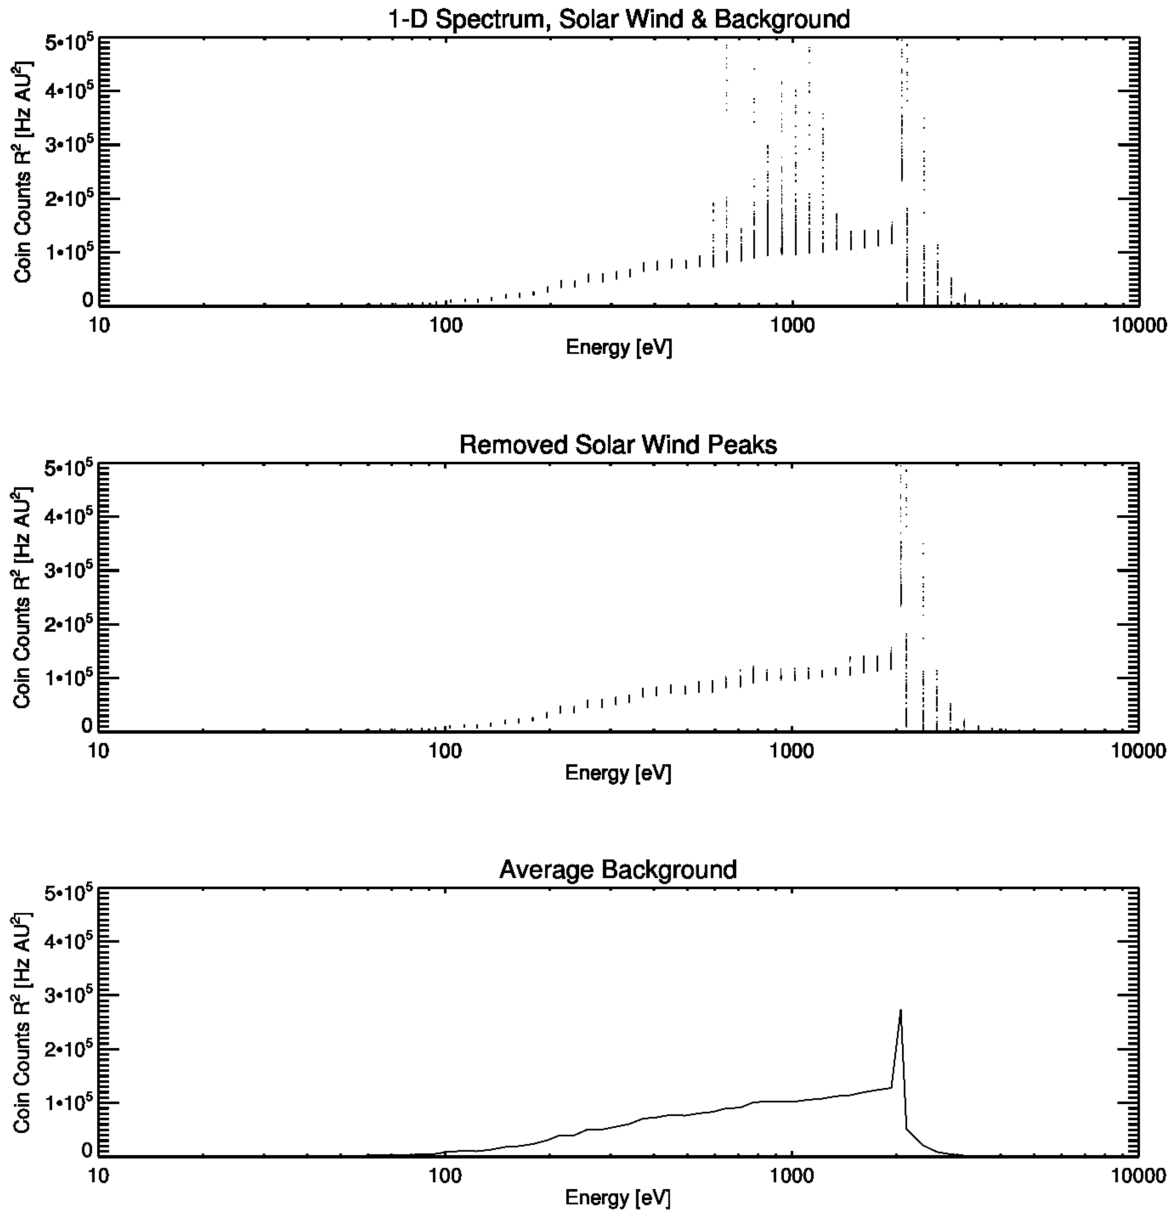 1-D Spectrum, Solar Wind & Background
Coin Counts R² [Hz AU²]
5•10⁵
4•10⁵
3•10⁵
2•10⁵
1•10⁵
0
10 100 1000 10000
Energy [eV]
Removed Solar Wind Peaks
Coin Counts R² [Hz AU²]
5•10⁵
4•10⁵
3•10⁵
2•10⁵
1•10⁵
0
10 100 1000 10000
Energy [eV]
Average Background
Coin Counts R² [Hz AU²]
5•10⁵
4•10⁵
3•10⁵
2•10⁵
1•10⁵
0
10 100 1000 10000
Energy [eV]